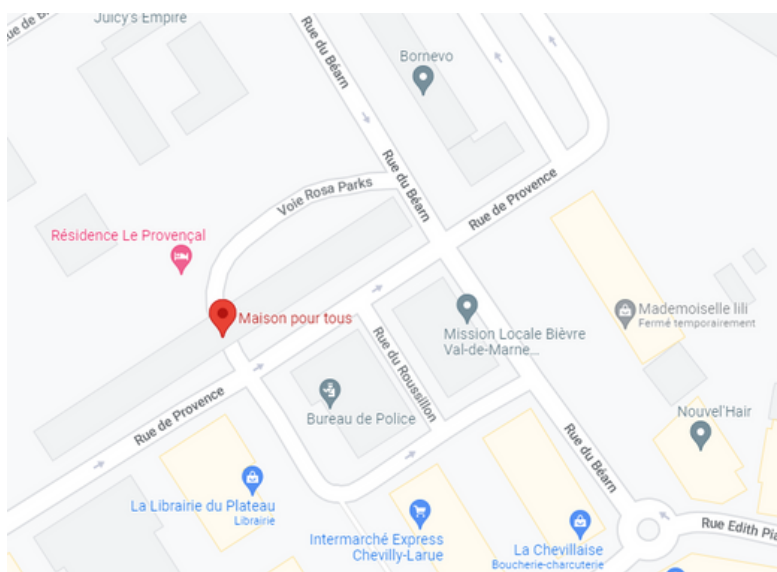 Juicy's Empire
Rue du Béarn
Bornevo
Rue du Béarn
Voie Rosa Parks
Rue de Provence
Résidence Le Provençal
Maison pour tous
Mademoiselle lili
Fermé temporairement
Mission Locale Bièvre
Val-de-Marne...
Rue du Roussillon
Bureau de Police
Rue de Provence
Nouvel'Hair
Rue du Béarn
La Librairie du Plateau
Librairie
Intermarché Express
Chevilly-Larue
Rue Edith Pia
La Chevillaise
Boucherie-charcuterie